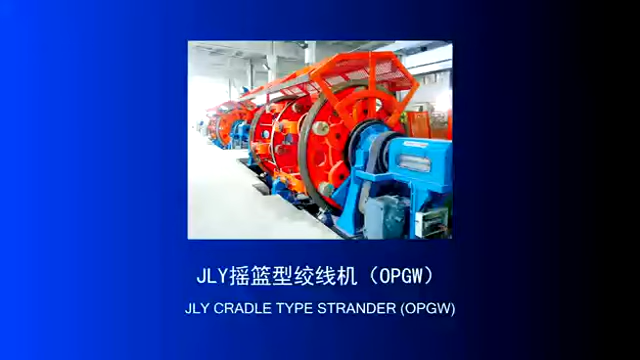 JLY摇篮型绞线机（OPGW）
JLY CRADLE TYPE STRANDER (OPGW)